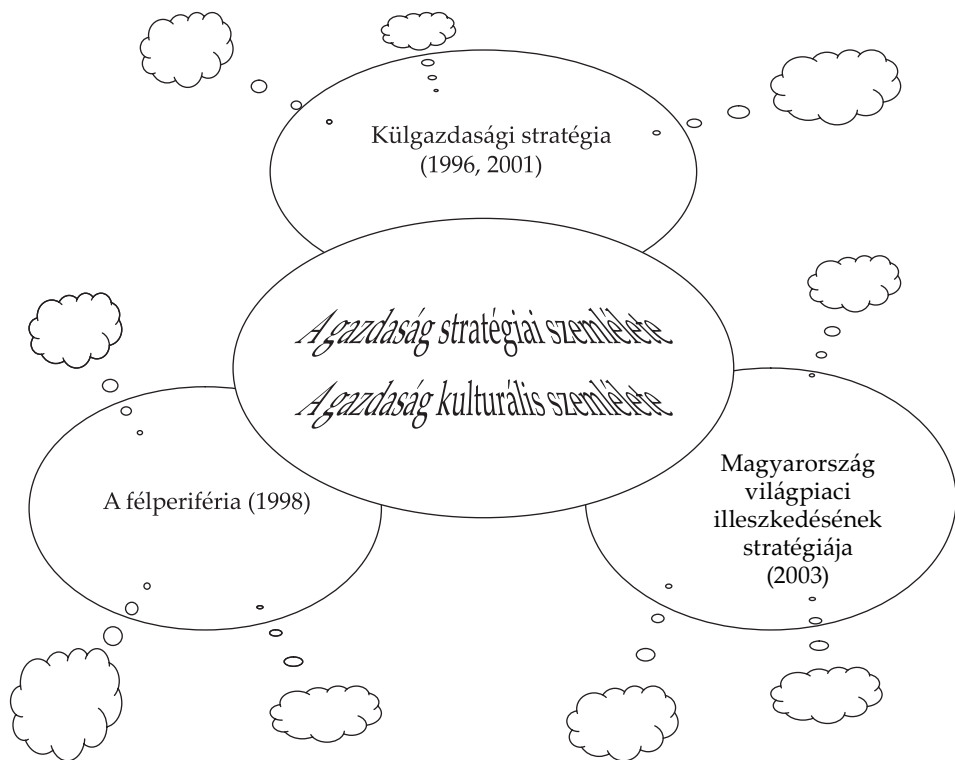 Külgazdasági stratégia
(1996, 2001)
A gazdaság stratégiai szemlélete
A gazdaság kulturális szemlélete
A félperiféria (1998)
Magyarország
világpiaci
illeszkedésének
stratégiája
(2003)